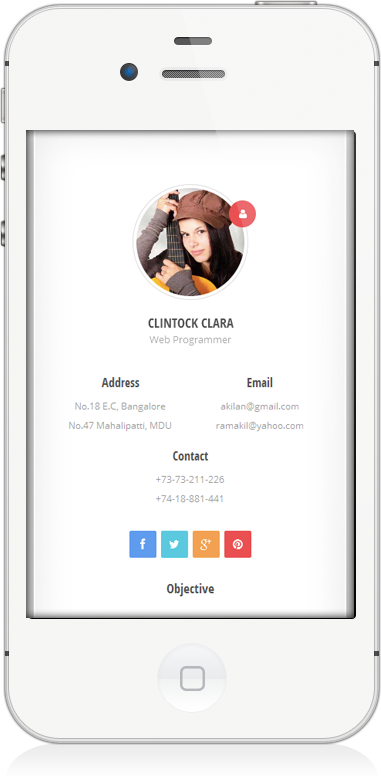 CLINTOCK CLARA
Web Programmer
Address
No.18 E.C, Bangalore
No.47 Mahalipatti, MDU
Email
akilan@gmail.com
ramakil@yahoo.com
Contact
+73-73-211-226
+74-18-881-441
Objective